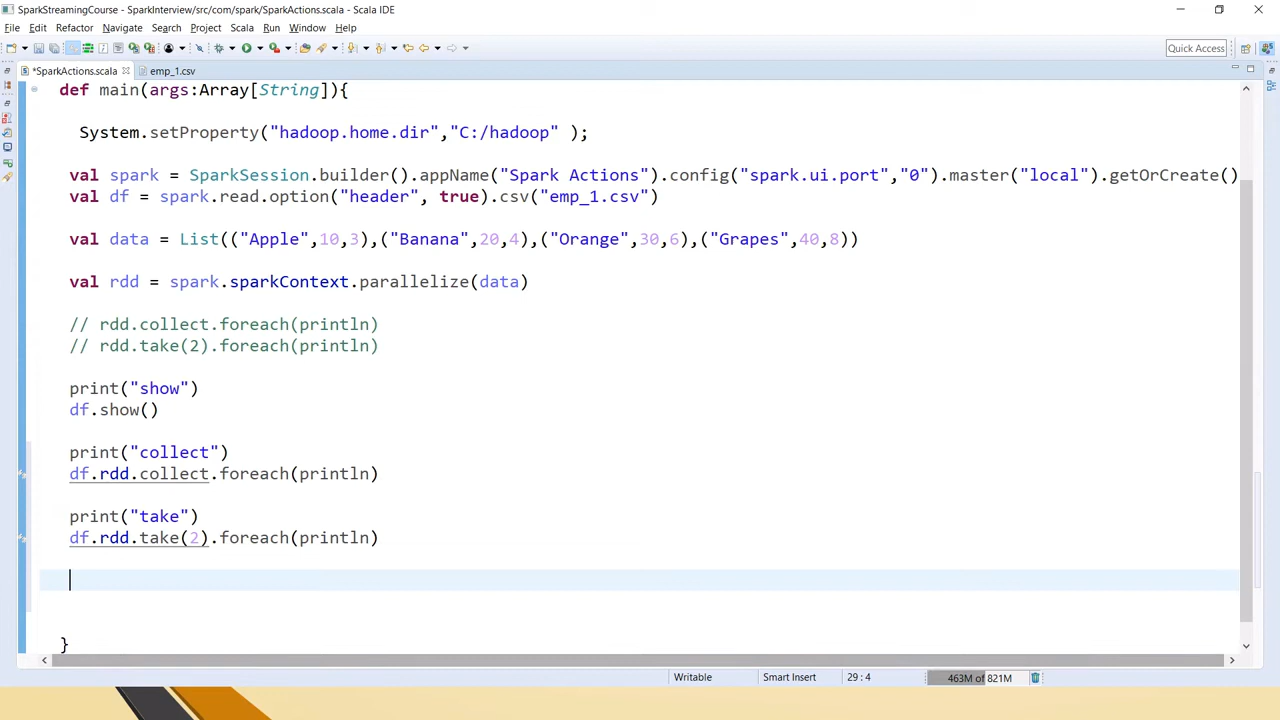 SparkStreamingCourse - SparkInterview/src/com/spark/SparkActions.scala - Scala IDE
File Edit Refactor Navigate Search Project Scala Run Window Help
Quick Access
*SparkActions.scala emp_1.csv
def main(args:Array[String]){
System.setProperty("hadoop.home.dir","C:/hadoop" );
val spark = SparkSession.builder().appName("Spark Actions").config("spark.ui.port","0").master("local").getOrCreate()
val df = spark.read.option("header", true).csv("emp_1.csv")
val data = List(("Apple",10,3),("Banana",20,4),("Orange",30,6),("Grapes",40,8))
val rdd = spark.sparkContext.parallelize(data)
// rdd.collect.foreach(println)
// rdd.take(2).foreach(println)
print("show")
df.show()
print("collect")
df.rdd.collect.foreach(println)
print("take")
df.rdd.take(2).foreach(println)
}
Writable Smart Insert 29 : 4 463M of 821M